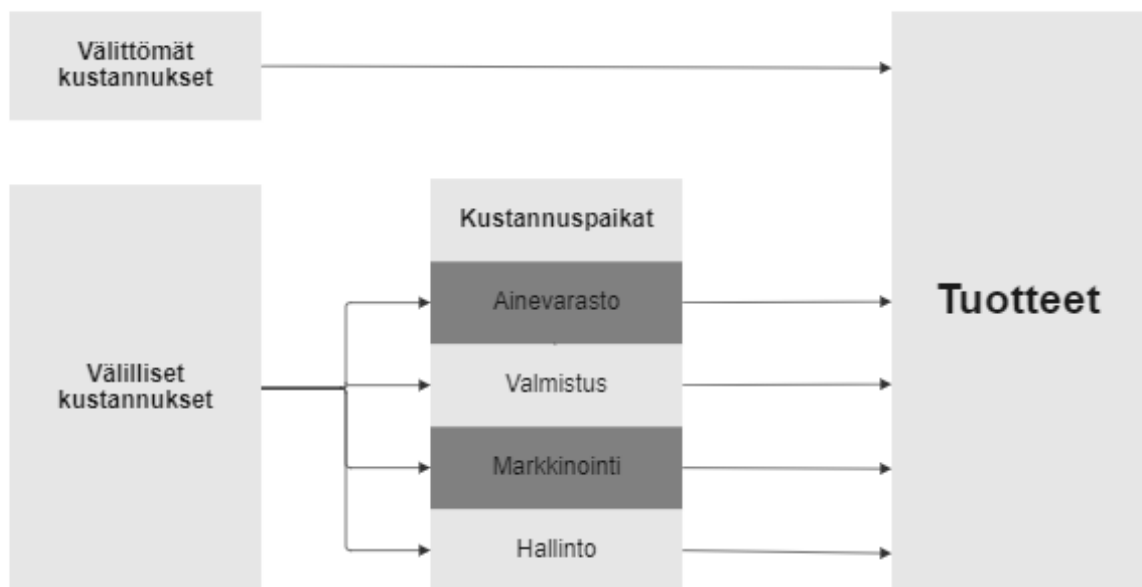 Välittömät
kustannukset
Kustannuspaikat
Ainevarasto
Tuotteet
Välilliset
kustannukset
Valmistus
Markkinointi
Hallinto